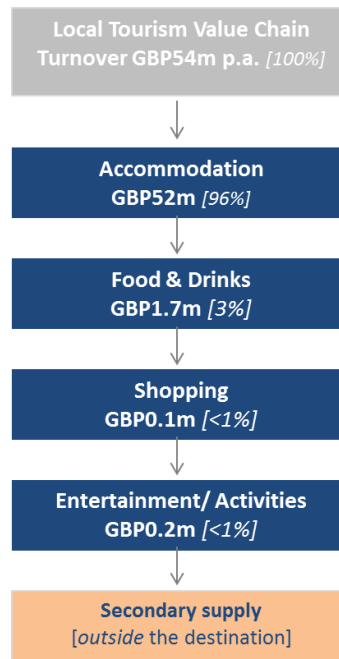 Local Tourism Value Chain
Turnover GBP54m p.a. [100%]
Accommodation
GBP52m [96%]
Food & Drinks
GBP1.7m [3%]
Shopping
GBP0.1m [<1%]
Entertainment/ Activities
GBP0.2m [<1%]
Secondary supply
[outside the destination]